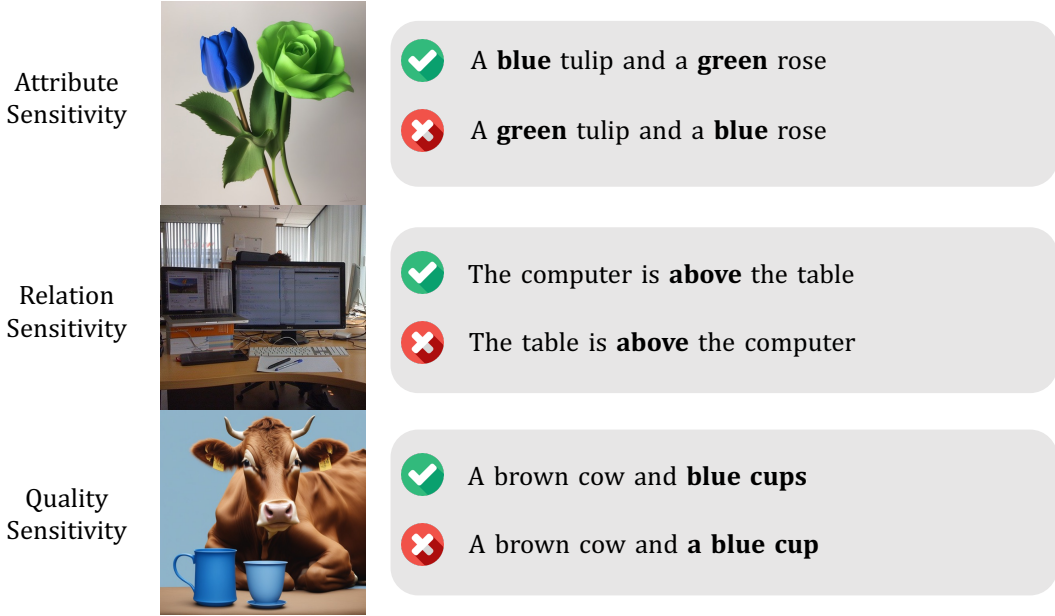 Attribute
Sensitivity
A blue tulip and a green rose
A green tulip and a blue rose
Relation
Sensitivity
The computer is above the table
The table is above the computer
Quality
Sensitivity
A brown cow and blue cups
A brown cow and a blue cup